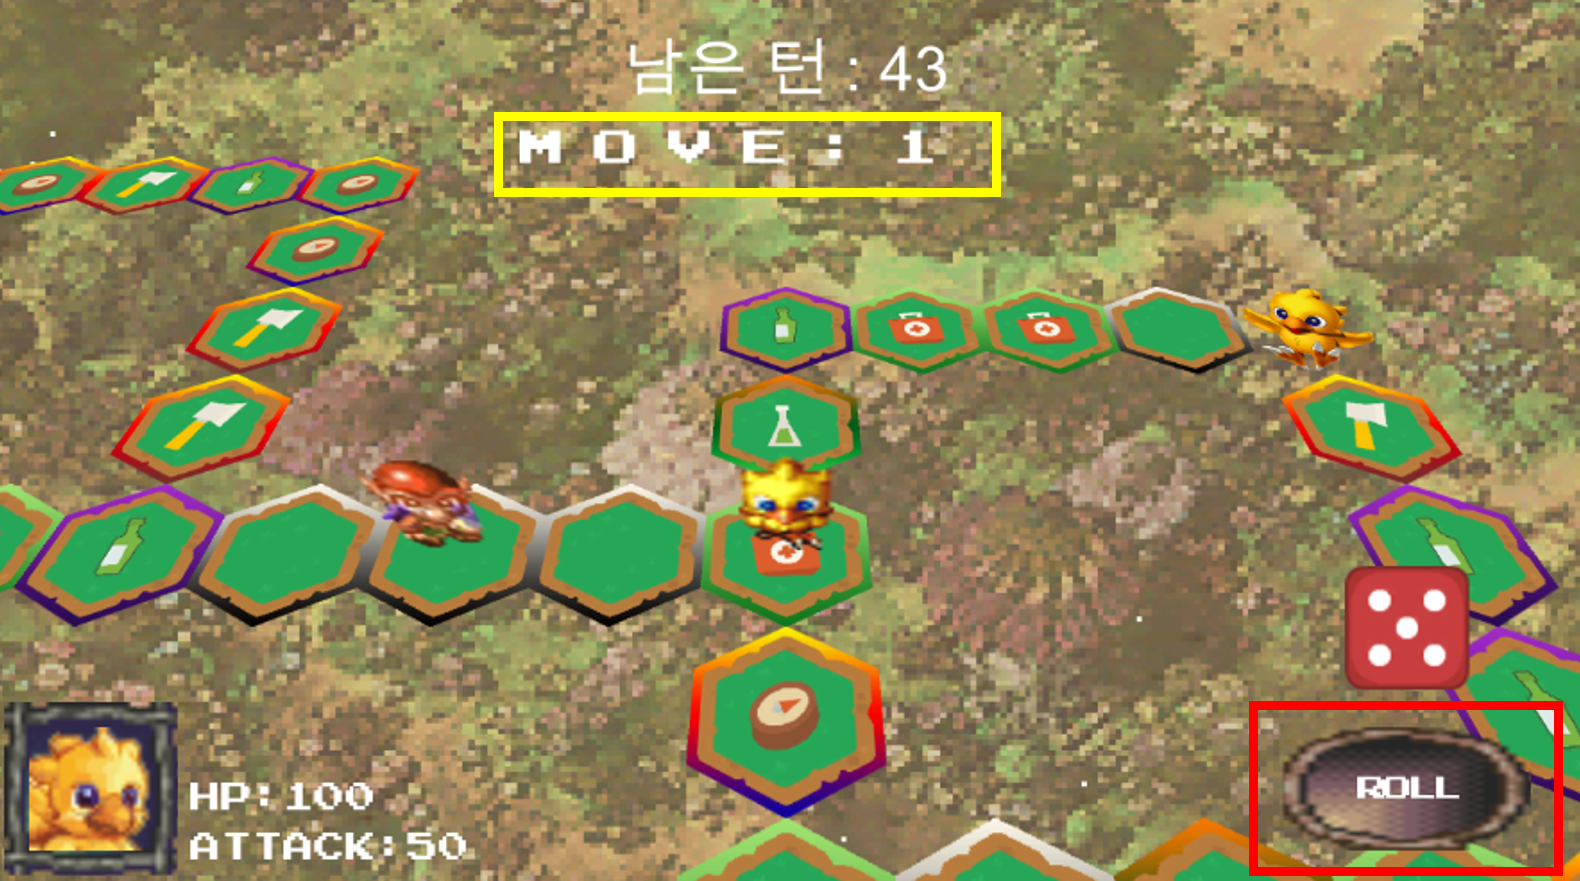 남은 턴 : 43
MOVE: 1
HP:100
ATTACK:50
ROLL